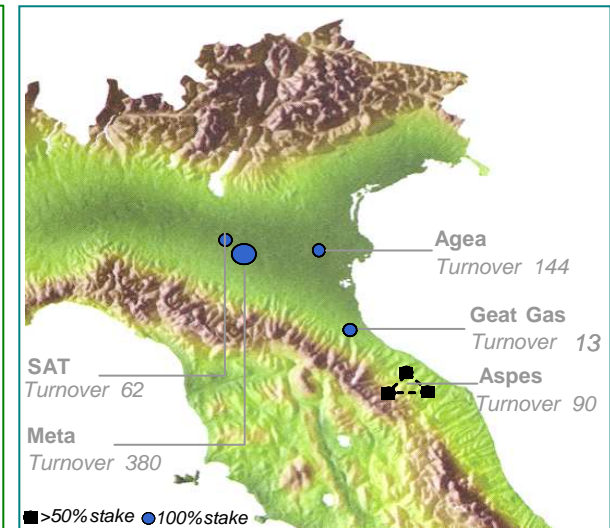 Agea
Turnover 144
Geat Gas
Turnover 13
SAT
Turnover 62
Aspes
Turnover 90
Meta
Turnover 380
>50% stake 100% stake